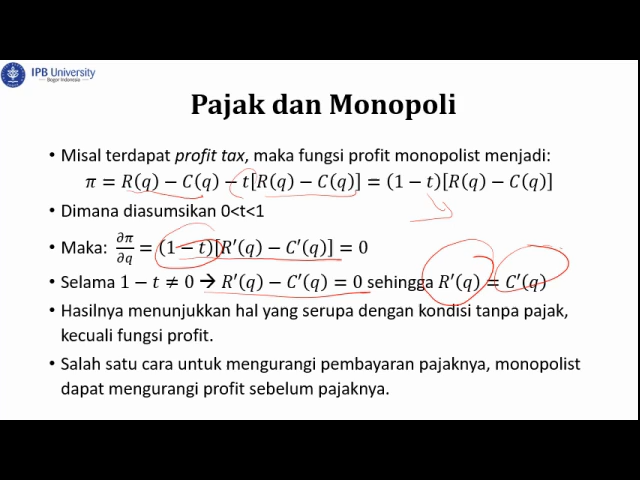 IPB University
Bogor Indonesia
Pajak dan Monopoli
• Misal terdapat profit tax, maka fungsi profit monopolist menjadi:
π = R(q) − C(q) − t[R(q) − C(q)] = (1 − t)[R(q) − C(q)]
• Dimana diasumsikan 0<t<1
• Maka: ∂π/∂q = (1 − t)[R′(q) − C′(q)] = 0
• Selama 1 − t ≠ 0 → R′(q) − C′(q) = 0 sehingga R′(q) = C′(q)
• Hasilnya menunjukkan hal yang serupa dengan kondisi tanpa pajak,
kecuali fungsi profit.
• Salah satu cara untuk mengurangi pembayaran pajaknya, monopolist
dapat mengurangi profit sebelum pajaknya.